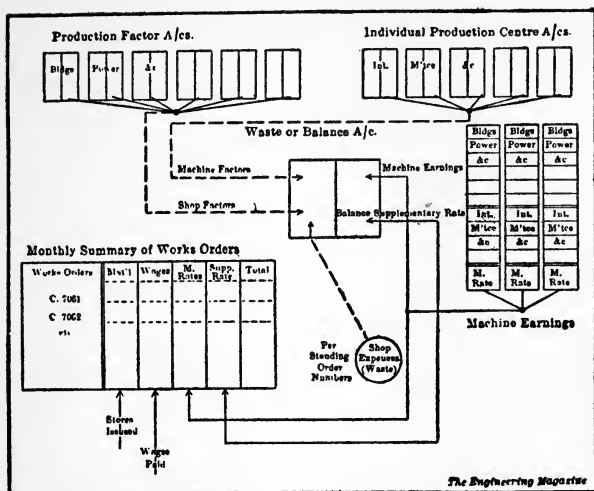 Production Factor A/cs.
Individual Production Centre A/cs.
Bldgs Power &c
Int. M'tce &c
Waste or Balance A/c.
Machine Factors
Machine Earnings
Shop Factors
Balance Supplementary Rate
Bldgs Bldgs Bldgs
Power Power Power
&c &c &c
Int. Int. Int.
M'tce M'tce M'tce
&c &c &c
M. Rate M. Rate M. Rate
Machine Earnings
Monthly Summary of Works Orders
Works Orders Mat'l Wages M. Rates Supp. Rate Total
C. 7061
C 7062
etc
Per
Standing
Order
Numbers
Shop
Expenses
(Waste)
Stores
Issued
Wages
Paid
The Engineering Magazine